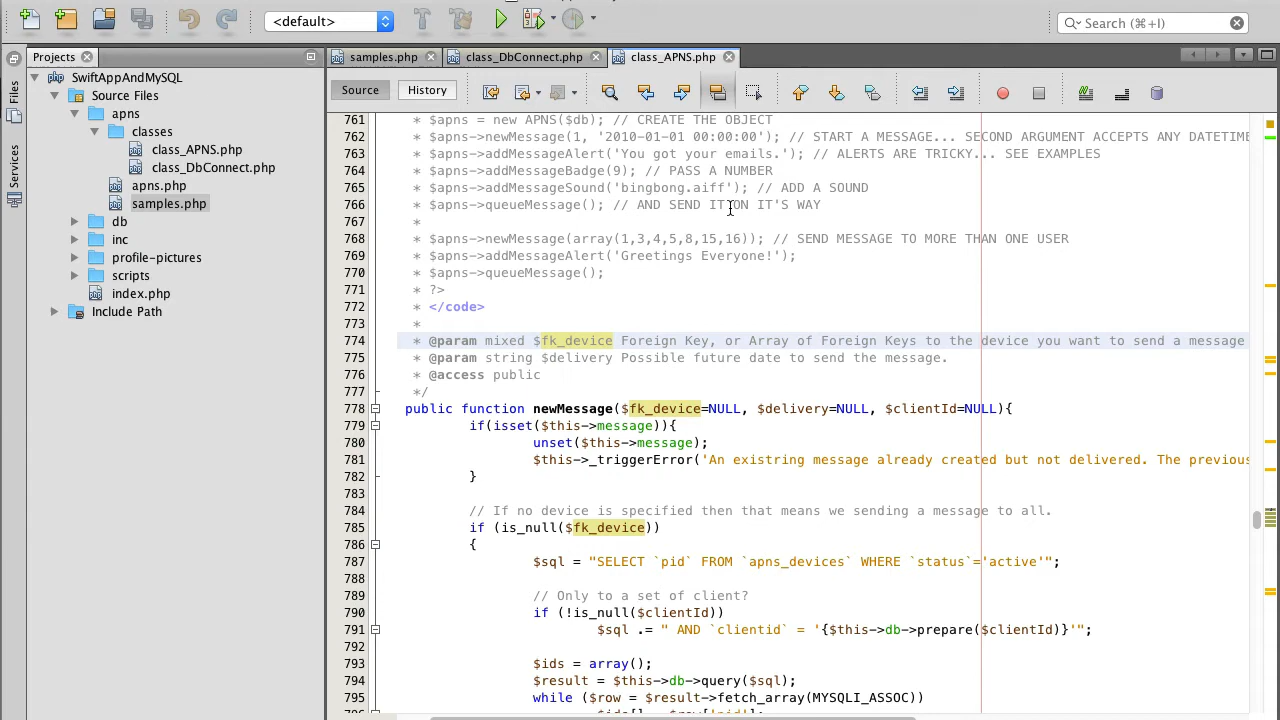 <default>
Search (⌘+I)
Projects
samples.php
class_DbConnect.php
class_APNS.php
Files
Services
SwiftAppAndMySQL
Source Files
apns
classes
class_APNS.php
class_DbConnect.php
apns.php
samples.php
db
inc
profile-pictures
scripts
index.php
Include Path
Source
History
761 * $apns = new APNS($db); // CREATE THE OBJECT
762 * $apns->newMessage(1, '2010-01-01 00:00:00'); // START A MESSAGE... SECOND ARGUMENT ACCEPTS ANY DATETIME
763 * $apns->addMessageAlert('You got your emails.'); // ALERTS ARE TRICKY... SEE EXAMPLES
764 * $apns->addMessageBadge(9); // PASS A NUMBER
765 * $apns->addMessageSound('bingbong.aiff'); // ADD A SOUND
766 * $apns->queueMessage(); // AND SEND IT ON IT'S WAY
767 *
768 * $apns->newMessage(array(1,3,4,5,8,15,16)); // SEND MESSAGE TO MORE THAN ONE USER
769 * $apns->addMessageAlert('Greetings Everyone!');
770 * $apns->queueMessage();
771 * ?>
772 * </code>
773 *
774 * @param mixed $fk_device Foreign Key, or Array of Foreign Keys to the device you want to send a message
775 * @param string $delivery Possible future date to send the message.
776 * @access public
777 */
778 public function newMessage($fk_device=NULL, $delivery=NULL, $clientId=NULL){
779 if(isset($this->message)){
780 unset($this->message);
781 $this->_triggerError('An existring message already created but not delivered. The previous
782 }
783
784 // If no device is specified then that means we sending a message to all.
785 if (is_null($fk_device))
786 {
787 $sql = "SELECT `pid` FROM `apns_devices` WHERE `status`='active'";
788
789 // Only to a set of client?
790 if (!is_null($clientId))
791 $sql .= " AND `clientid` = '{$this->db->prepare($clientId)}'";
792
793 $ids = array();
794 $result = $this->db->query($sql);
795 while ($row = $result->fetch_array(MYSQLI_ASSOC))
796 $ids[] = $row['pid'];